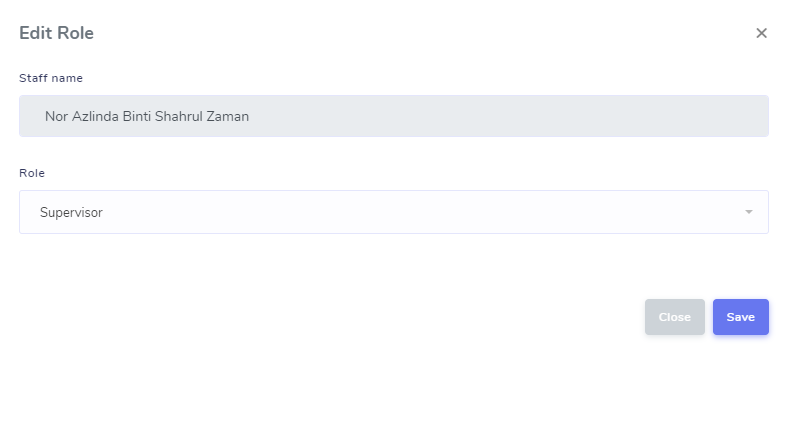 Edit Role
Staff name
Nor Azlinda Binti Shahrul Zaman
Role
Supervisor
Close
Save